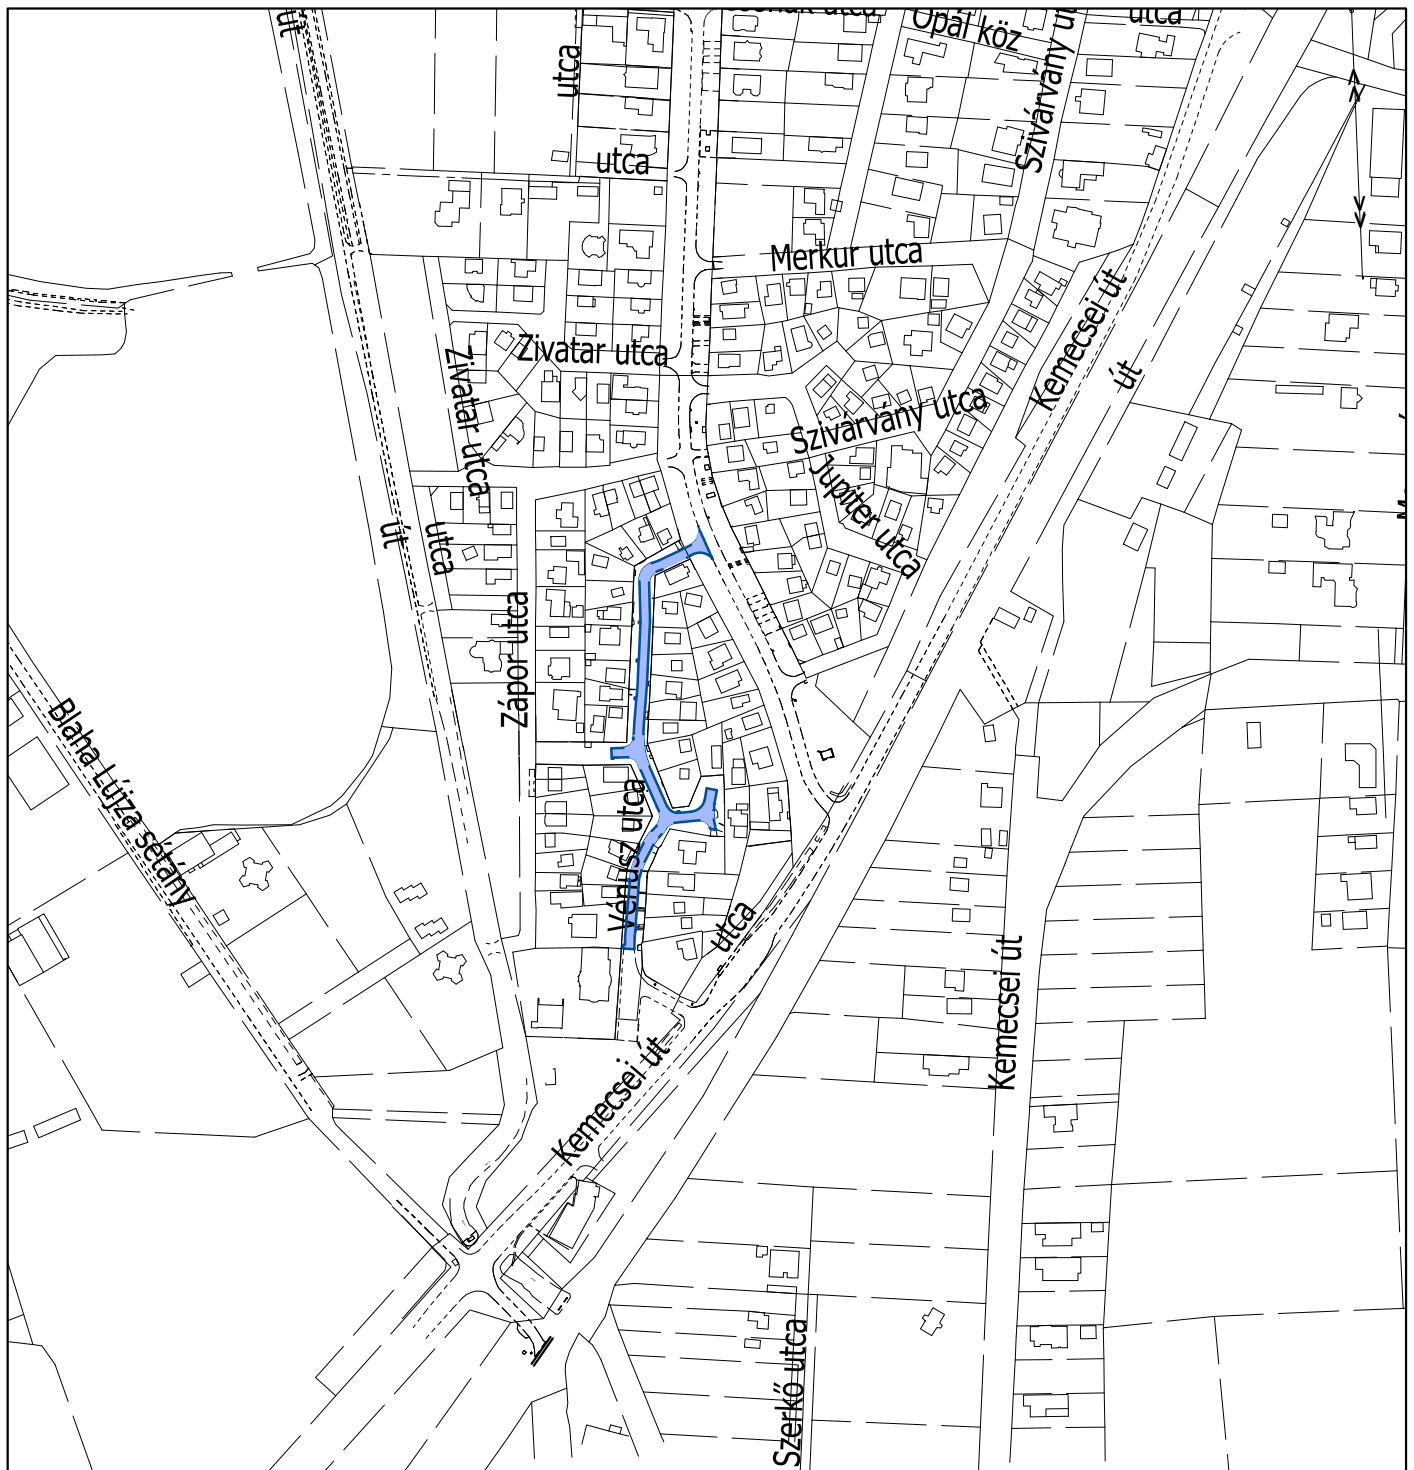 út
utca
Opál köz
utca
utca
Szivárvány
utca
Merkur utca
Zivatar utca
Zivatar utca
Kemecsei út
út
Szivárvány utca
Jupiter utca
út
utca
Zápor utca
Blaha Lujza sétány
Vénusz utca
utca
Kemecsei út
Kemecsei út
Szerkő utca